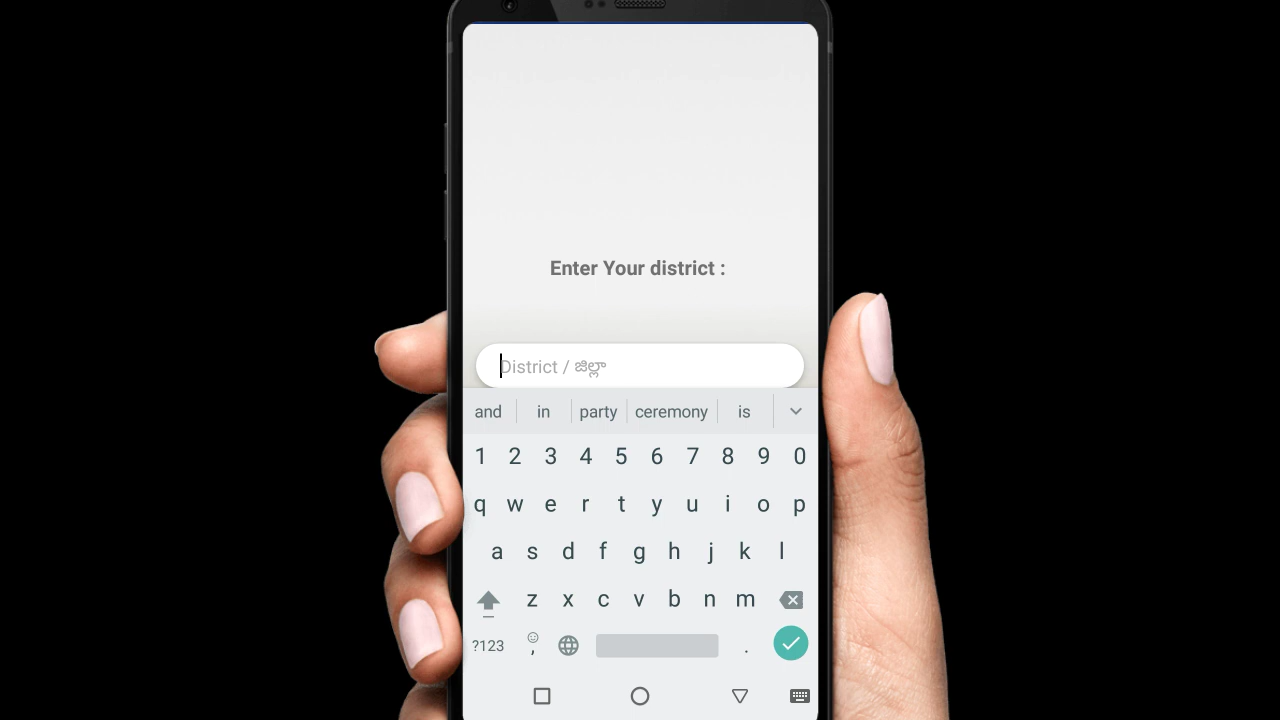 Enter Your district :
District / ಜಿಲ್ಲಾ
and in party ceremony is
1 2 3 4 5 6 7 8 9 0
q w e r t y u i o p
a s d f g h j k l
z x c v b n m
?123 , .